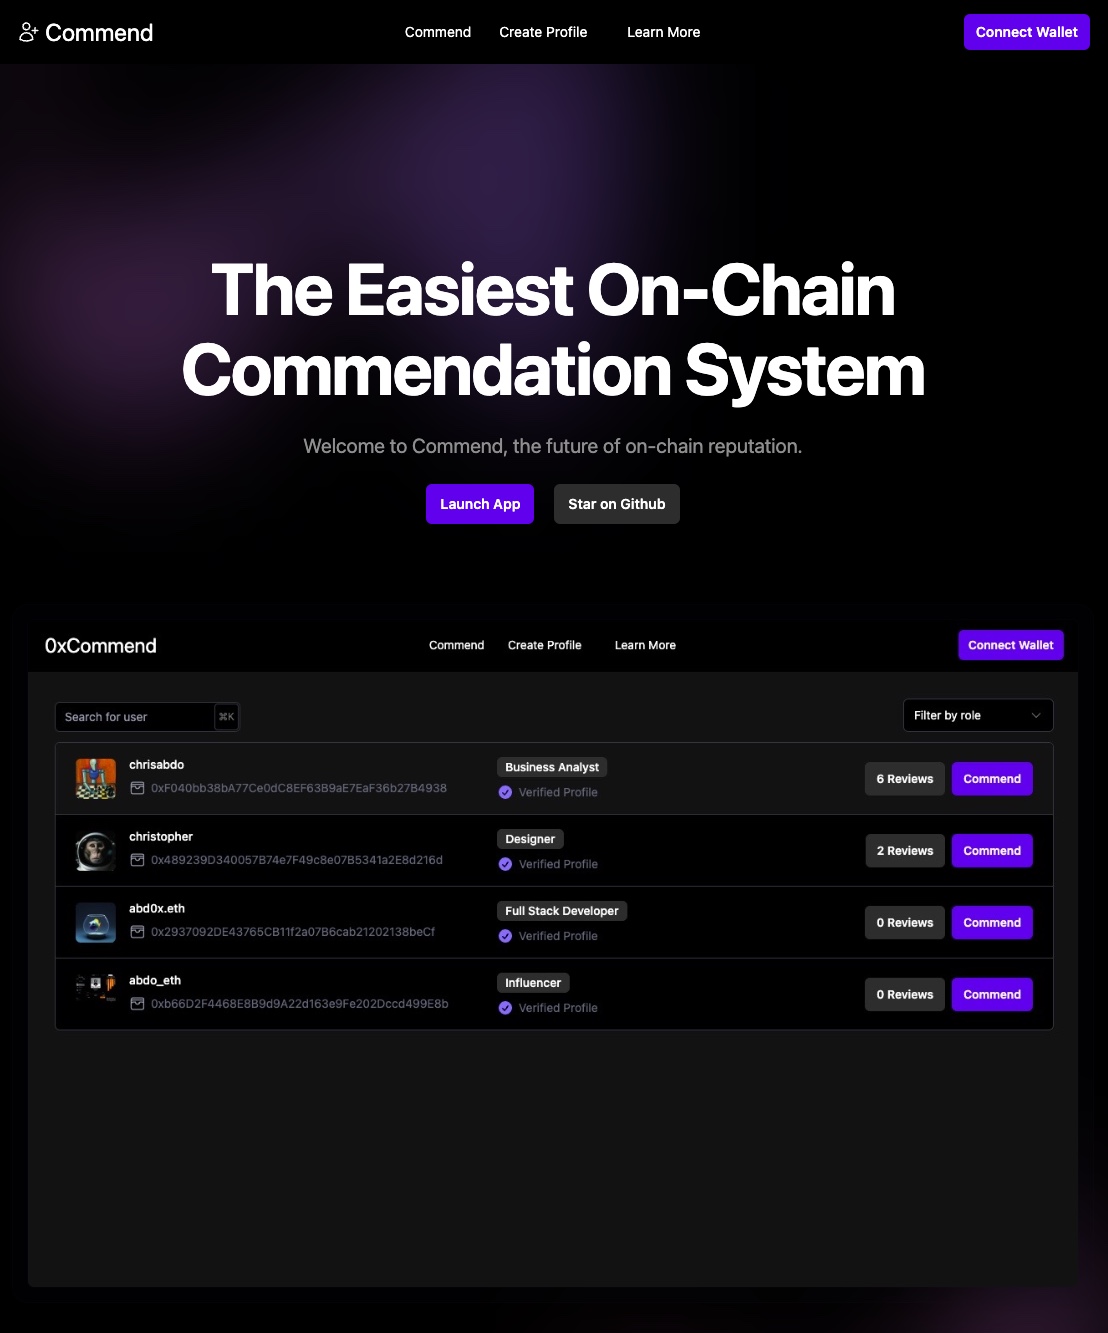 Commend
Commend Create Profile Learn More
Connect Wallet
The Easiest On-Chain
Commendation System
Welcome to Commend, the future of on-chain reputation.
Launch App Star on Github
0xCommend
Commend Create Profile Learn More
Connect Wallet
Search for user ⌘K
Filter by role
chrisabdo
0xF040bb38bA77Ce0dC8EF63B9aE7EaF36b27B4938
Business Analyst
Verified Profile
6 Reviews Commend
christopher
0x489239D340057B74e7F49c8e07B5341a2E8d216d
Designer
Verified Profile
2 Reviews Commend
abd0x.eth
0x2937092DE43765CB11f2a07B6cab21202138beCf
Full Stack Developer
Verified Profile
0 Reviews Commend
abdo_eth
0xb66D2F4468E8B9d9A22d163e9Fe202Dccd499E8b
Influencer
Verified Profile
0 Reviews Commend